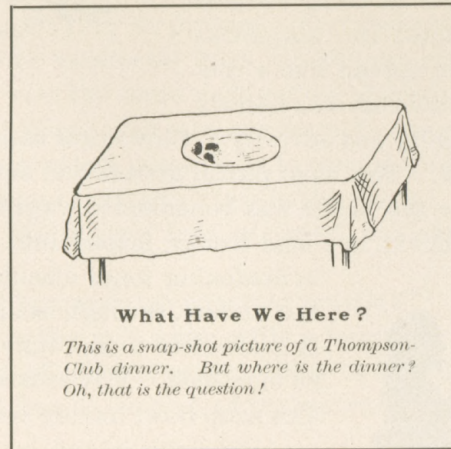 What Have We Here?
This is a snap-shot picture of a Thompson-
Club dinner. But where is the dinner?
Oh, that is the question!